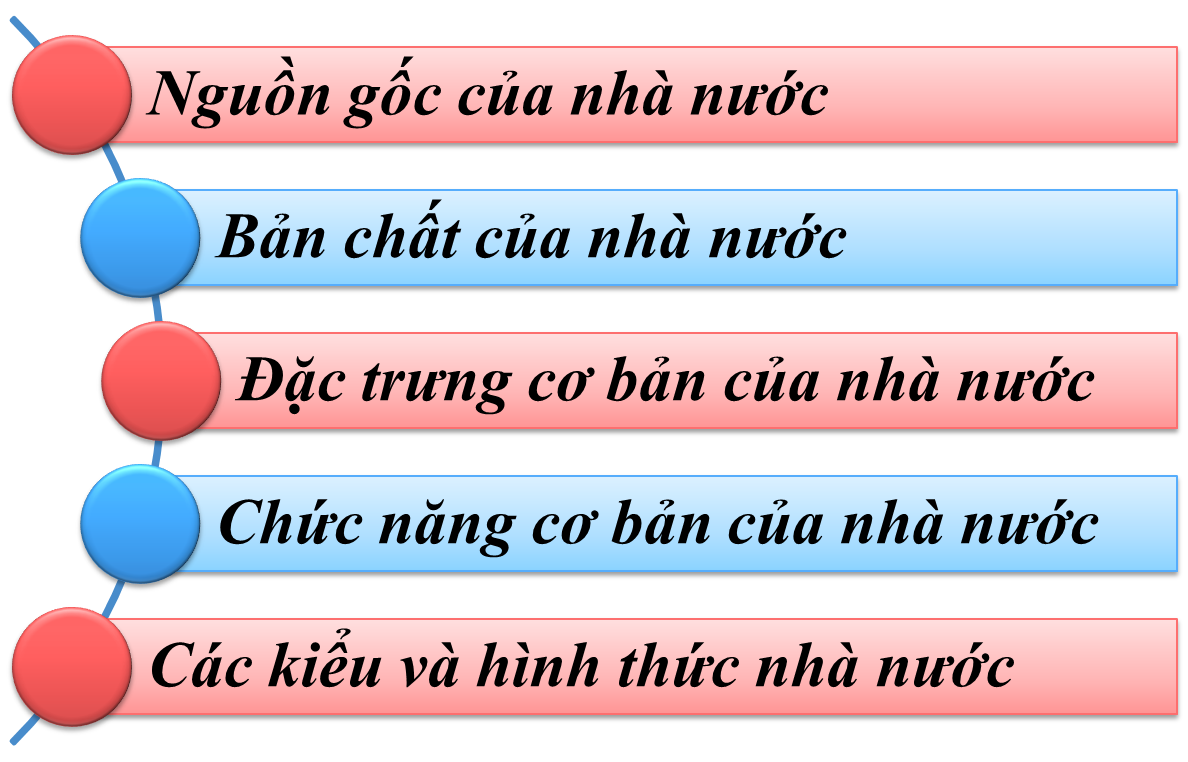 Nguồn gốc của nhà nước
Bản chất của nhà nước
Đặc trưng cơ bản của nhà nước
Chức năng cơ bản của nhà nước
Các kiểu và hình thức nhà nước